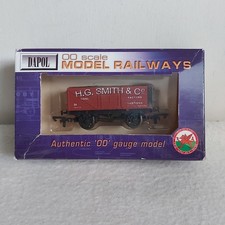 DAPOL
OO scale
MODEL RAILWAYS
H.G. SMITH & Co
Authentic 'OO' gauge model